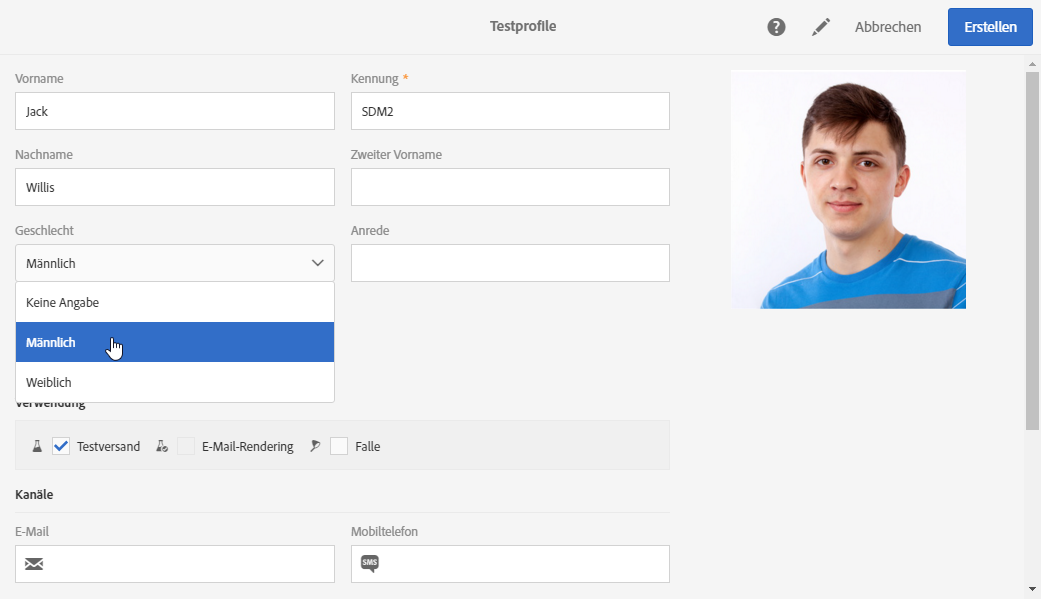 Testprofile
?
Abbrechen
Erstellen
Vorname
Kennung *
Jack
SDM2
Nachname
Zweiter Vorname
Willis
Geschlecht
Anrede
Männlich
Keine Angabe
Männlich
Weiblich
Verwendung
Testversand
E-Mail-Rendering
Falle
Kanäle
E-Mail
Mobiltelefon
SMS